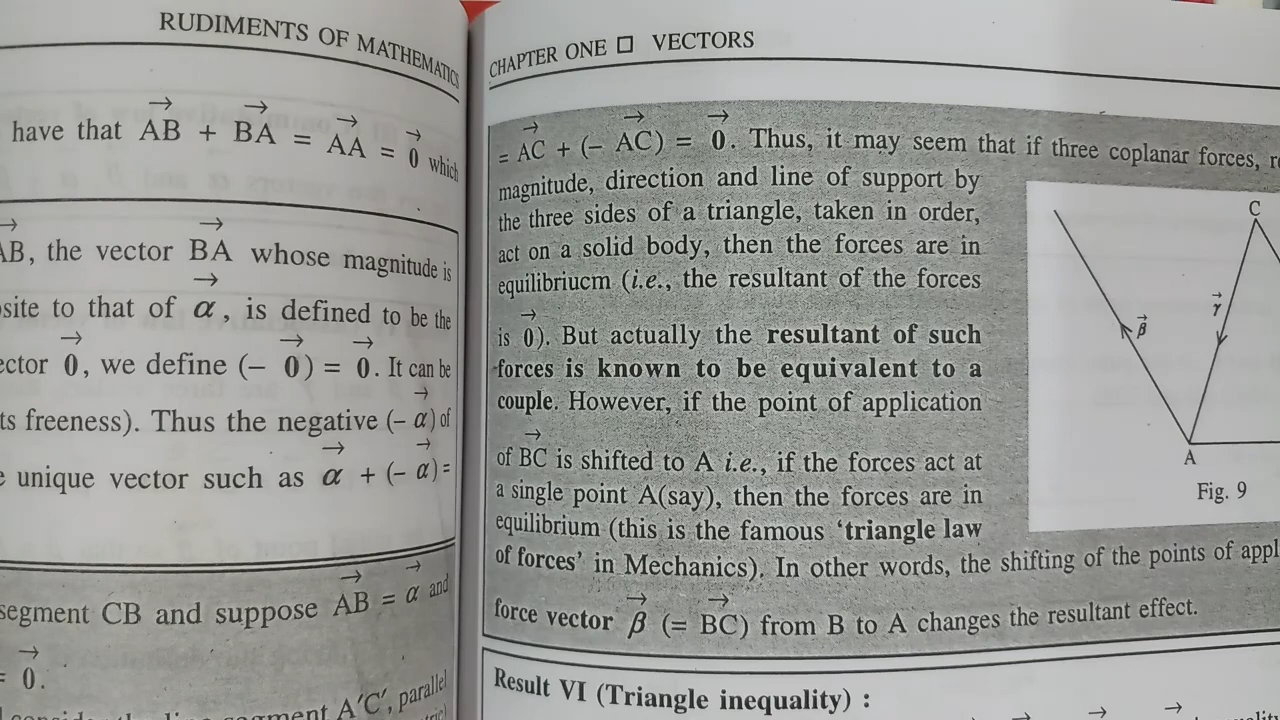 RUDIMENTS OF MATHEMATICS
have that AB + BA = AA = 0 which
AB, the vector BA whose magnitude is
site to that of α, is defined to be the
ector 0, we define (− 0) = 0. It can be
ts freeness). Thus the negative (− α) of
e unique vector such as α + (− α) =
segment CB and suppose AB = α and
= 0.
segment A′C′, parallel
CHAPTER ONE □ VECTORS
= AC + (− AC) = 0. Thus, it may seem that if three coplanar forces, re
magnitude, direction and line of support by
the three sides of a triangle, taken in order,
act on a solid body, then the forces are in
equilibriucm (i.e., the resultant of the forces
is 0). But actually the resultant of such
forces is known to be equivalent to a
couple. However, if the point of application
of BC is shifted to A i.e., if the forces act at
a single point A(say), then the forces are in
equilibrium (this is the famous ‘triangle law
of forces’ in Mechanics). In other words, the shifting of the points of appl
force vector β (= BC) from B to A changes the resultant effect.
C
γ
β
A
Fig. 9
Result VI (Triangle inequality) :